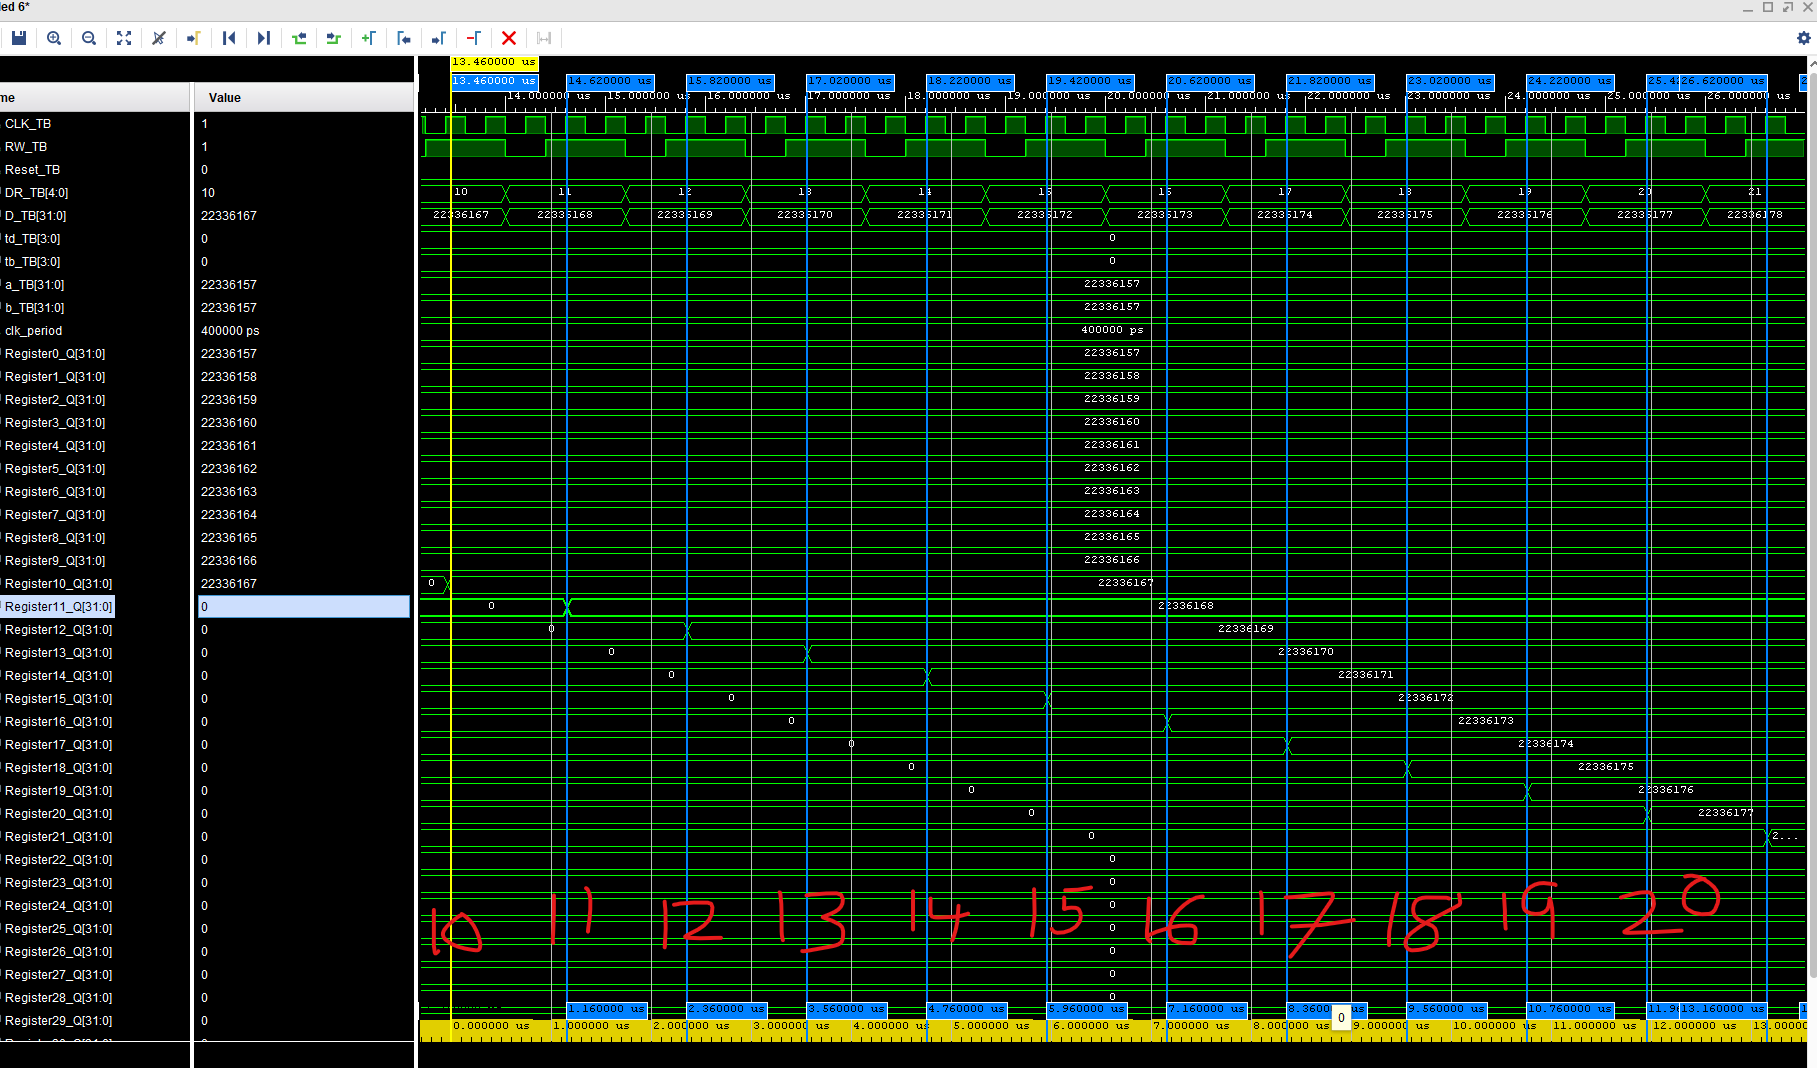 led 6*
13.460000 us
13.460000 us 14.620000 us 15.820000 us 17.020000 us 18.220000 us 19.420000 us 20.620000 us 21.820000 us 23.020000 us 24.220000 us 25.4 26.620000 us 2
me Value 14.000000 us 15.000000 us 16.000000 us 17.000000 us 18.000000 us 19.000000 us 20.000000 us 21.000000 us 22.000000 us 23.000000 us 24.000000 us 25.000000 us 26.000000 us
CLK_TB 1
RW_TB 1
Reset_TB 0
DR_TB[4:0] 10 10 11 12 13 14 15 16 17 18 19 20 21
D_TB[31:0] 22336167 22336167 22336168 22336169 22336170 22336171 22336172 22336173 22336174 22336175 22336176 22336177 22336178
td_TB[3:0] 0 0
tb_TB[3:0] 0 0
a_TB[31:0] 22336157 22336157
b_TB[31:0] 22336157 22336157
clk_period 400000 ps 400000 ps
Register0_Q[31:0] 22336157 22336157
Register1_Q[31:0] 22336158 22336158
Register2_Q[31:0] 22336159 22336159
Register3_Q[31:0] 22336160 22336160
Register4_Q[31:0] 22336161 22336161
Register5_Q[31:0] 22336162 22336162
Register6_Q[31:0] 22336163 22336163
Register7_Q[31:0] 22336164 22336164
Register8_Q[31:0] 22336165 22336165
Register9_Q[31:0] 22336166 22336166
Register10_Q[31:0] 22336167 0 22336167
Register11_Q[31:0] 0 0 22336168
Register12_Q[31:0] 0 0 22336169
Register13_Q[31:0] 0 0 22336170
Register14_Q[31:0] 0 0 22336171
Register15_Q[31:0] 0 0 22336172
Register16_Q[31:0] 0 0 22336173
Register17_Q[31:0] 0 0 22336174
Register18_Q[31:0] 0 0 22336175
Register19_Q[31:0] 0 0 22336176
Register20_Q[31:0] 0 0 22336177
Register21_Q[31:0] 0 0 2...
Register22_Q[31:0] 0 0
Register23_Q[31:0] 0 0
Register24_Q[31:0] 0 0
Register25_Q[31:0] 0 0
Register26_Q[31:0] 0 0
Register27_Q[31:0] 0 0
Register28_Q[31:0] 0 0
10 11 12 13 14 15 16 17 18 19 20
Register29_Q[31:0] 0
1.160000 us 2.360000 us 3.560000 us 4.760000 us 5.960000 us 7.160000 us 8.3600 0 9.560000 us 10.760000 us 11.96 13.160000 us
0.000000 us 1.000000 us 2.000000 us 3.000000 us 4.000000 us 5.000000 us 6.000000 us 7.000000 us 8.000000 us 9.000000 us 10.000000 us 11.000000 us 12.000000 us 13.0000